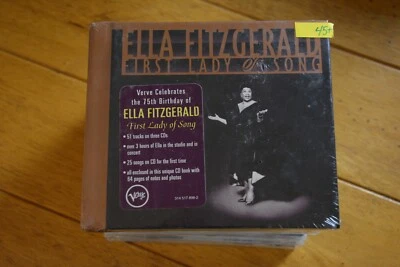 45+
ELLA FITZGERALD
FIRST LADY of SONG
Verve Celebrates
the 75th Birthday of
ELLA FITZGERALD
First Lady of Song
• 51 tracks on three CDs
• over 3 hours of Ella in the studio and in
concert
• 25 songs on CD for the first time
• all enclosed in this unique CD book with
64 pages of notes and photos
Verve